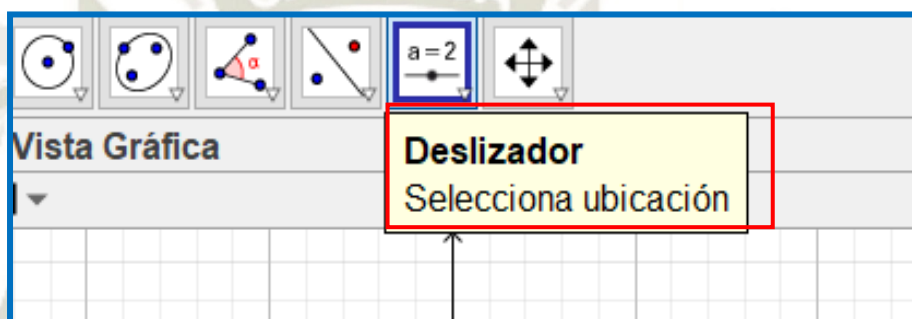 α
a = 2
Vista Gráfica
Deslizador
Selecciona ubicación